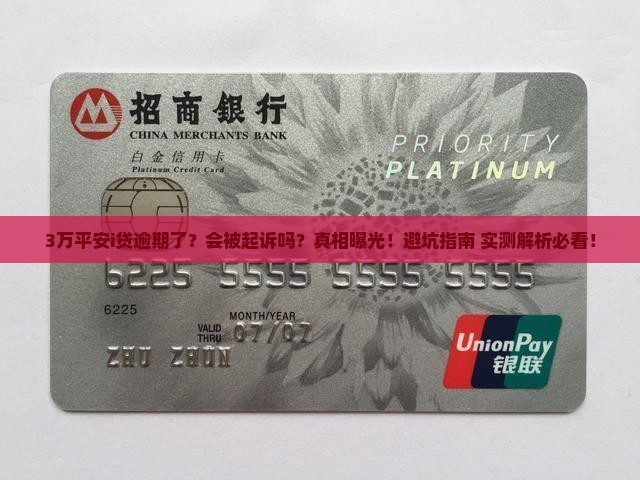 招商銀行
CHINA MERCHANTS BANK
白金信用卡
Platinum Credit Card
PRIORITY
PLATINUM
3万平安i贷逾期了？会被起诉吗？真相曝光！避坑指南 实测解析必看！
6225 5555 5555 5555
6225
MONTH/YEAR
VALID
THRU
07/07
UnionPay
银联